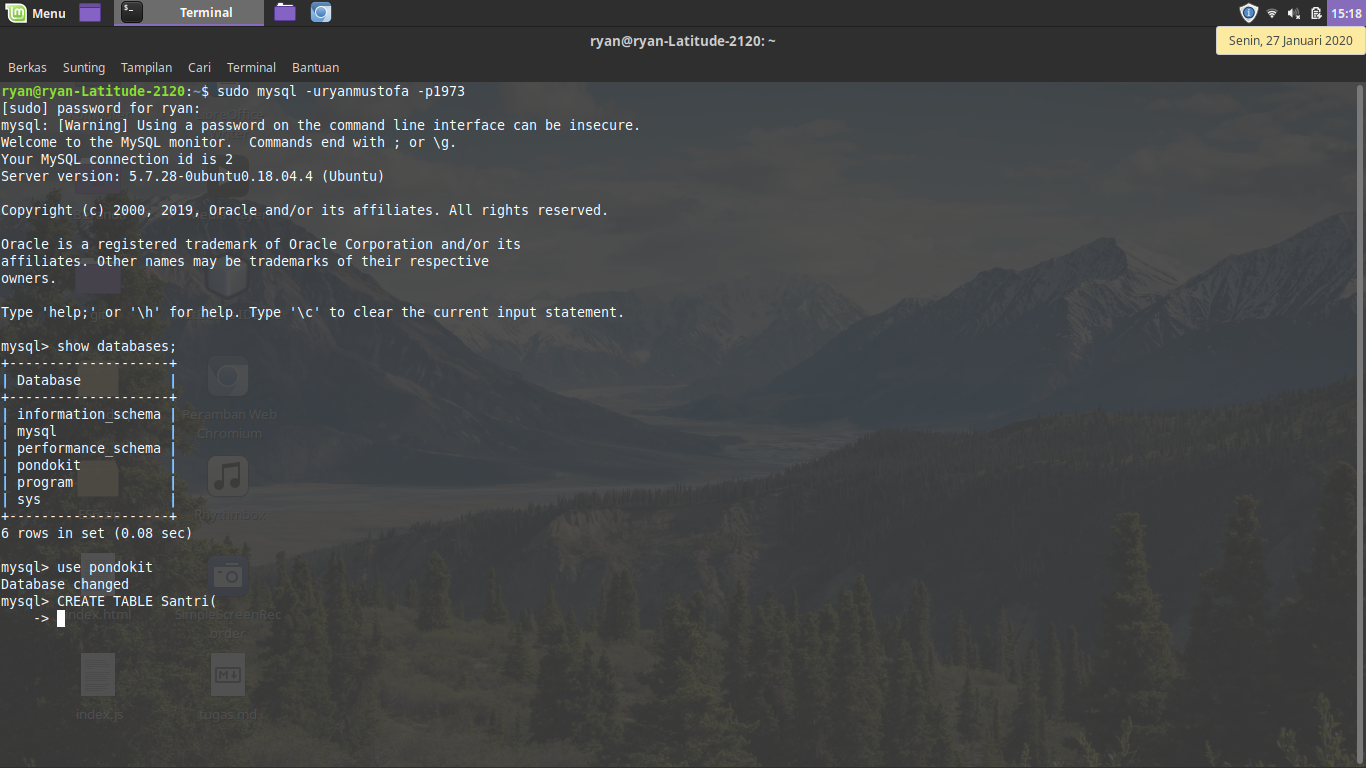 Menu
Terminal
15:18
ryan@ryan-Latitude-2120: ~
Senin, 27 Januari 2020
Berkas Sunting Tampilan Cari Terminal Bantuan
ryan@ryan-Latitude-2120:~$ sudo mysql -uryanmustofa -p1973
[sudo] password for ryan:
mysql: [Warning] Using a password on the command line interface can be insecure.
Welcome to the MySQL monitor.  Commands end with ; or \g.
Your MySQL connection id is 2
Server version: 5.7.28-0ubuntu0.18.04.4 (Ubuntu)
Copyright (c) 2000, 2019, Oracle and/or its affiliates. All rights reserved.
Oracle is a registered trademark of Oracle Corporation and/or its
affiliates. Other names may be trademarks of their respective
owners.
Type 'help;' or '\h' for help. Type '\c' to clear the current input statement.
mysql> show databases;
+--------------------+
| Database           |
+--------------------+
| information_schema |
| mysql              |
| performance_schema |
| pondokit           |
| program            |
| sys                |
+--------------------+
6 rows in set (0.08 sec)
mysql> use pondokit
Database changed
mysql> CREATE TABLE Santri(
    ->
Peramban Web
Chromium
Rhythmbox
index.html
SimpleScreenRec
order
index.js
tugas.md